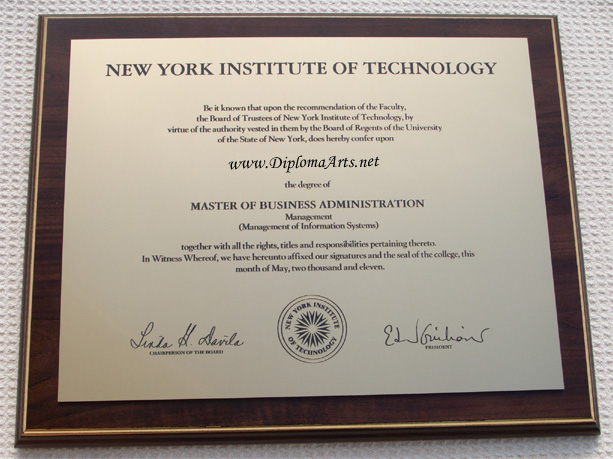 NEW YORK INSTITUTE OF TECHNOLOGY
Be it known that upon the recommendation of the Faculty,
the Board of Trustees of New York Institute of Technology, by
virtue of the authority vested in them by the Board of Regents of the University
of the State of New York, does hereby confer upon
www.DiplomaArts.net
the degree of
MASTER OF BUSINESS ADMINISTRATION
Management
(Management of Information Systems)
together with all the rights, titles and responsibilities pertaining thereto.
In Witness Whereof, we have hereunto affixed our signatures and the seal of the college, this
month of May, two thousand and eleven.
NEW YORK INSTITUTE
OF TECHNOLOGY
Linda H. Davila
CHAIRPERSON OF THE BOARD
PRESIDENT